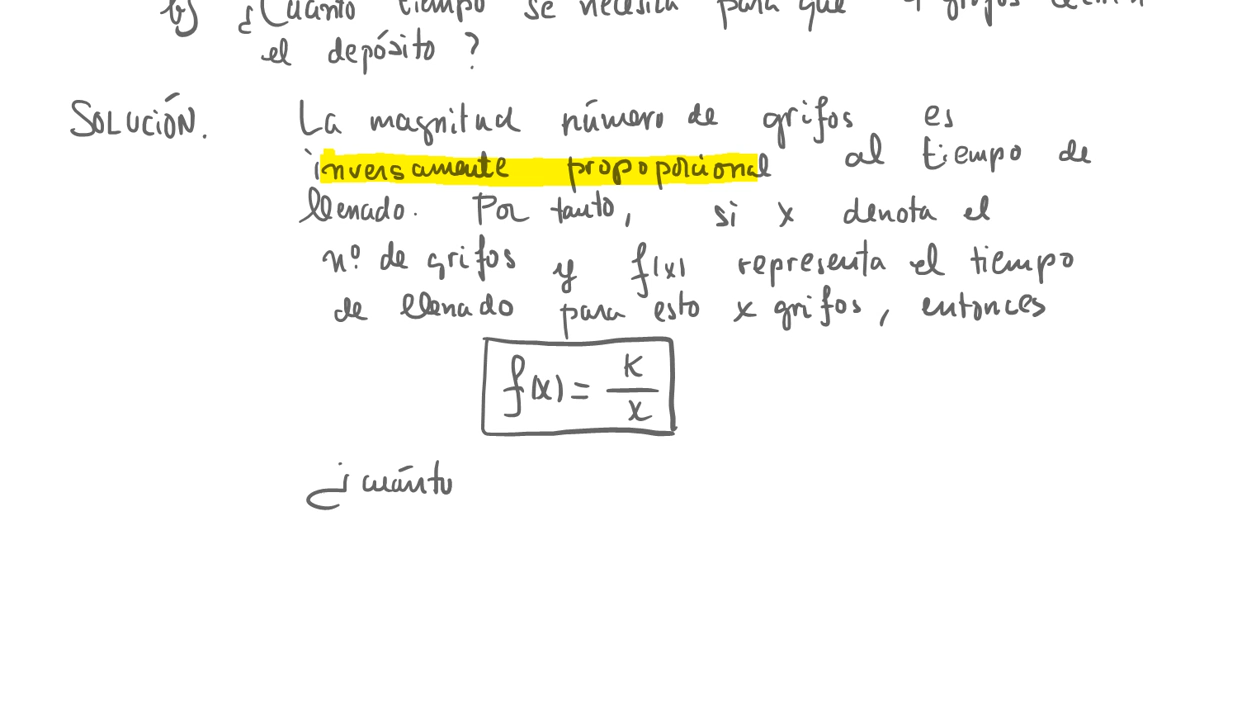 b) ¿Cuánto tiempo se necesita para que 4 grifos
el depósito ?
SOLUCIÓN. La magnitud número de grifos es
inversamente propoporcional al tiempo de
llenado. Por tanto, si x denota el
nº de grifos y f(x) representa el tiempo
de llenado para esto x grifos, entonces
f(x) = K/x
¿cuánto